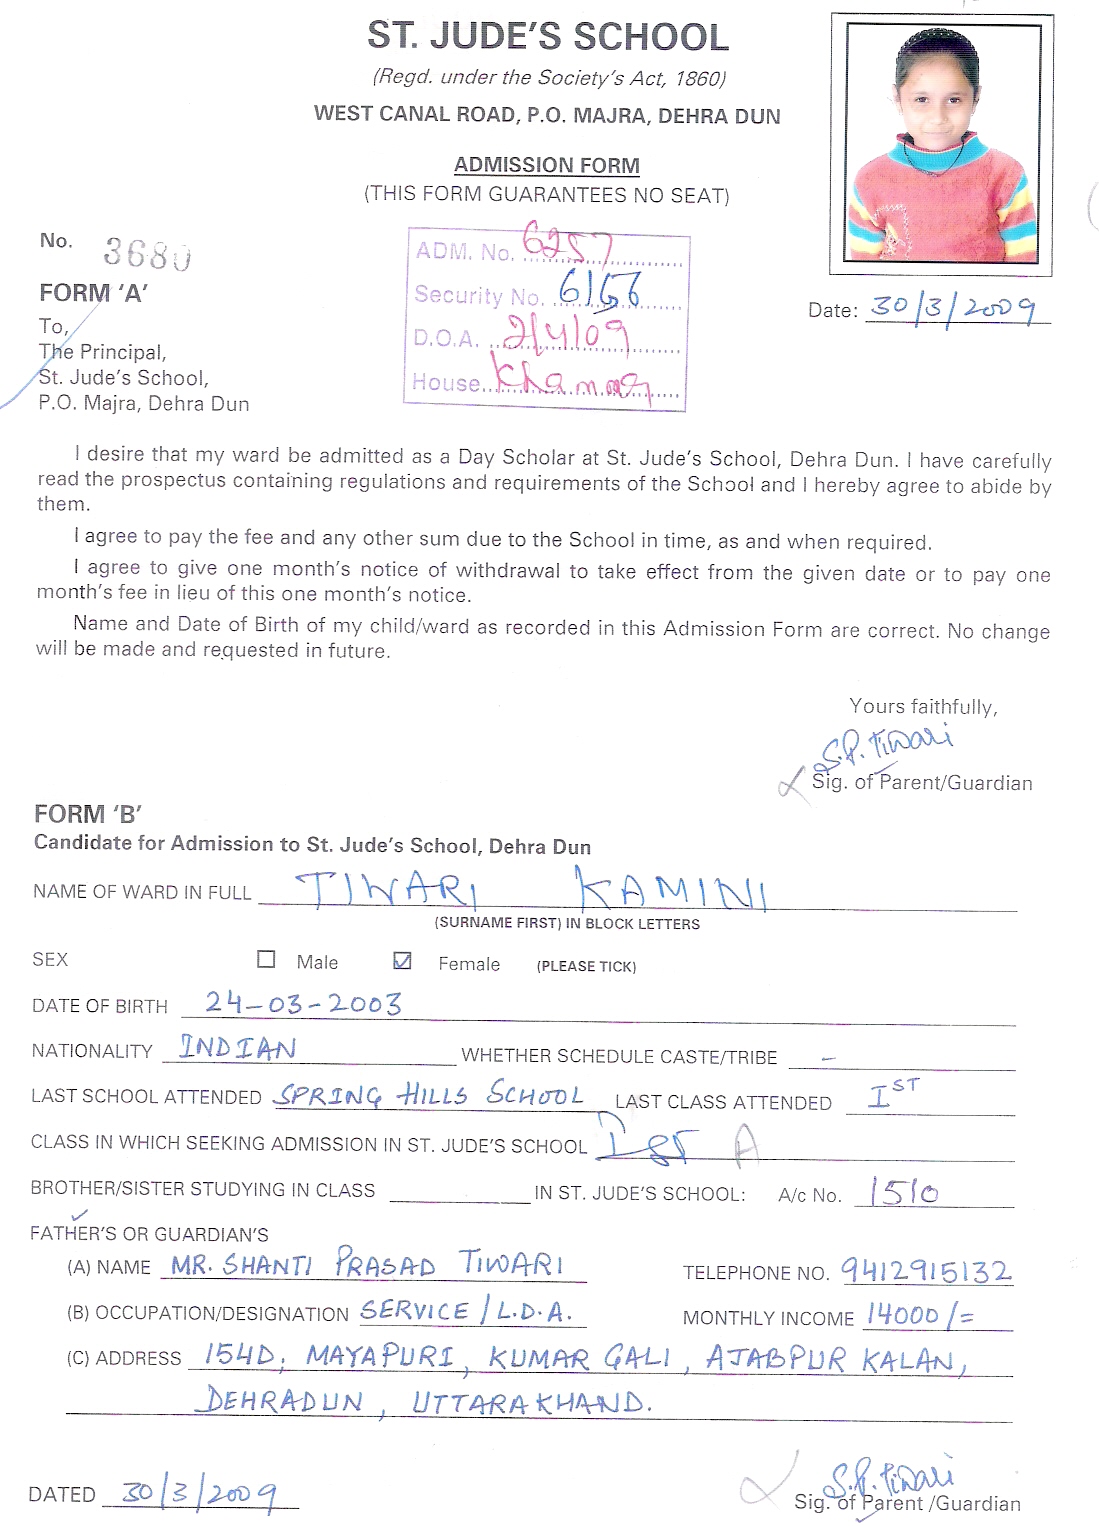 ST. JUDE'S SCHOOL
(Regd. under the Society's Act, 1860)
WEST CANAL ROAD, P.O. MAJRA, DEHRA DUN
ADMISSION FORM
(THIS FORM GUARANTEES NO SEAT)
No. 3680
ADM. No. 6257
Security No. 6156
D.O.A. 2/4/09
House
Date: 30/3/2009
FORM 'A'
To,
The Principal,
St. Jude's School,
P.O. Majra, Dehra Dun
I desire that my ward be admitted as a Day Scholar at St. Jude's School, Dehra Dun. I have carefully
read the prospectus containing regulations and requirements of the School and I hereby agree to abide by
them.
I agree to pay the fee and any other sum due to the School in time, as and when required.
I agree to give one month's notice of withdrawal to take effect from the given date or to pay one
month's fee in lieu of this one month's notice.
Name and Date of Birth of my child/ward as recorded in this Admission Form are correct. No change
will be made and requested in future.
Yours faithfully,
S.P. Tiwari
Sig. of Parent/Guardian
FORM 'B'
Candidate for Admission to St. Jude's School, Dehra Dun
NAME OF WARD IN FULL TIWARI KAMINI
(SURNAME FIRST) IN BLOCK LETTERS
SEX Male Female (PLEASE TICK)
DATE OF BIRTH 24-03-2003
NATIONALITY INDIAN WHETHER SCHEDULE CASTE/TRIBE -
LAST SCHOOL ATTENDED SPRING HILLS SCHOOL LAST CLASS ATTENDED IST
CLASS IN WHICH SEEKING ADMISSION IN ST. JUDE'S SCHOOL Ist A
BROTHER/SISTER STUDYING IN CLASS IN ST. JUDE'S SCHOOL: A/c No. 1510
FATHER'S OR GUARDIAN'S
(A) NAME MR. SHANTI PRASAD TIWARI TELEPHONE NO. 9412915132
(B) OCCUPATION/DESIGNATION SERVICE / L.D.A. MONTHLY INCOME 14000/=
(C) ADDRESS 154D, MAYAPURI, KUMAR GALI, AJABPUR KALAN,
DEHRADUN, UTTARAKHAND.
DATED 30/3/2009
S.P. Tiwari
Sig. of Parent /Guardian